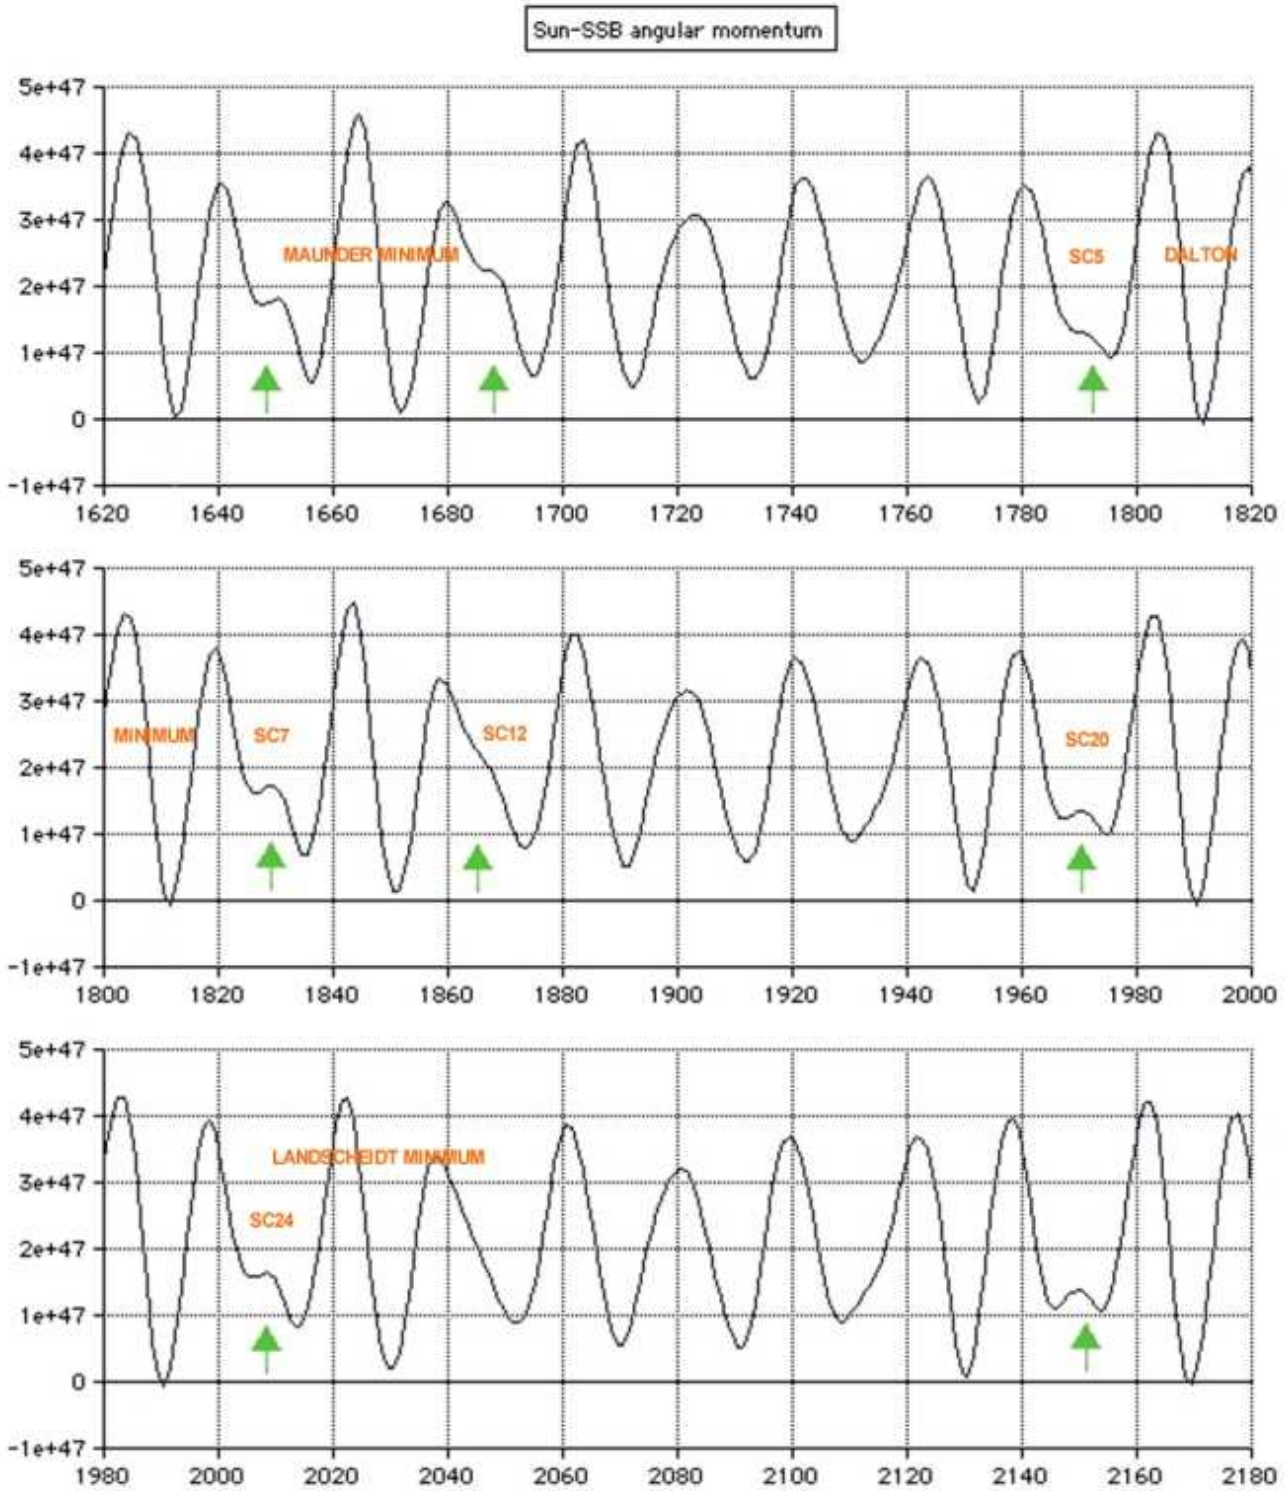 Sun-SSB angular momentum
5e+47
4e+47
3e+47
MAUNDER MINIMUM SC5 DALTON
2e+47
1e+47
0
-1e+47
1620 1640 1660 1680 1700 1720 1740 1760 1780 1800 1820
5e+47
4e+47
3e+47
MINIMUM SC7 SC12 SC20
2e+47
1e+47
0
-1e+47
1800 1820 1840 1860 1880 1900 1920 1940 1960 1980 2000
5e+47
4e+47
LANDSCHEIDT MINIMUM
3e+47
SC24
2e+47
1e+47
0
-1e+47
1980 2000 2020 2040 2060 2080 2100 2120 2140 2160 2180